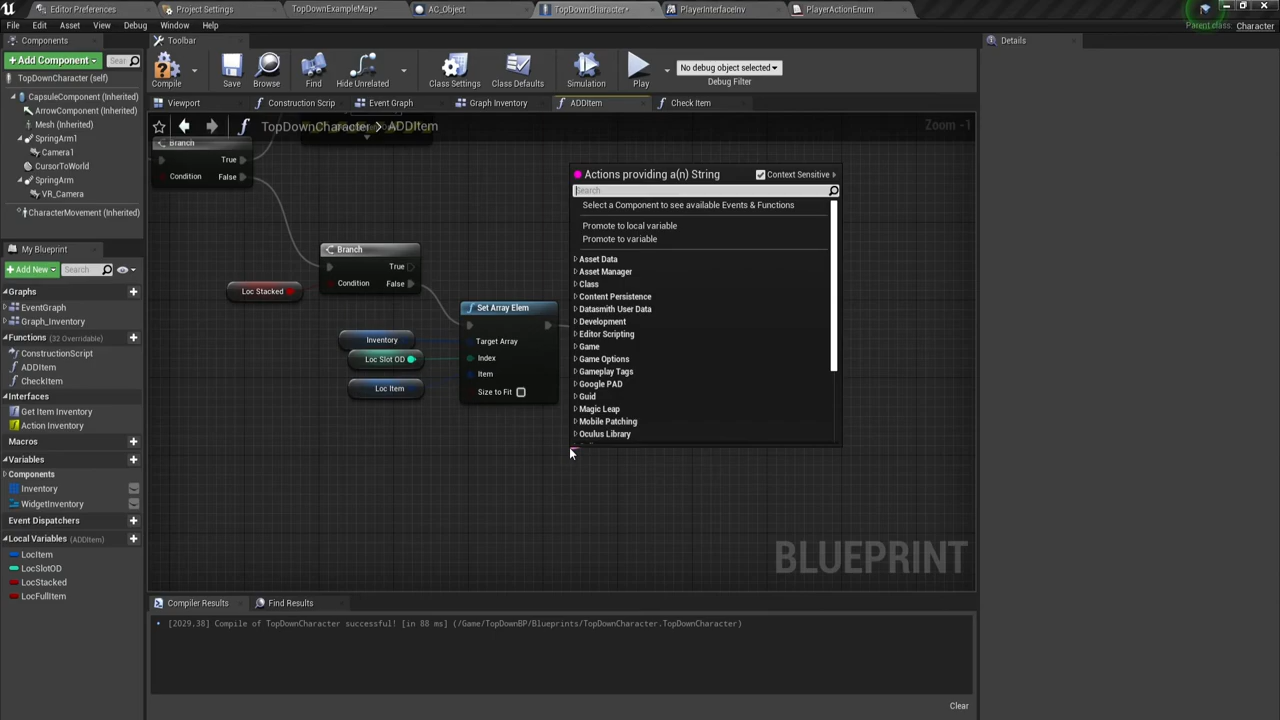 Editor Preferences
Project Settings
TopDownExampleMap*
AC_Object
TopDownCharacter*
PlayerInterfaceInv
PlayerActionEnum
File Edit Asset View Debug Window Help
Parent class: Character
Components
Toolbar
Details
+Add Component
Sear
TopDownCharacter (self)
CapsuleComponent (Inherited)
ArrowComponent (Inherited)
Mesh (Inherited)
SpringArm1
Camera1
CursorToWorld
SpringArm
VR_Camera
CharacterMovement (Inherited)
Compile
Save
Browse
Find
Hide Unrelated
Class Settings
Class Defaults
Simulation
Play
No debug object selected
Debug Filter
Viewport
Construction Scrip
Event Graph
Graph Inventory
ADDItem
Check Item
TopDownCharacter > ADDItem
Zoom -1
My Blueprint
+Add New
Search
Graphs
EventGraph
Graph_Inventory
Functions (32 Overridable)
ConstructionScript
ADDItem
CheckItem
Interfaces
Get Item Inventory
Action Inventory
Macros
Variables
Components
Inventory
WidgetInventory
Event Dispatchers
Local Variables (ADDItem)
LocItem
LocSlotOD
LocStacked
LocFullItem
Branch
True
Condition False
Branch
True
Condition False
Loc Stacked
Set Array Elem
Inventory
Target Array
Loc Slot OD
Index
Loc Item
Item
Size to Fit
Actions providing a(n) String
Context Sensitive
Search
Select a Component to see available Events & Functions
Promote to local variable
Promote to variable
Asset Data
Asset Manager
Class
Content Persistence
Datasmith User Data
Development
Editor Scripting
Game
Game Options
Gameplay Tags
Google PAD
Guid
Magic Leap
Mobile Patching
Oculus Library
BLUEPRINT
Compiler Results
Find Results
[2029.38] Compile of TopDownCharacter successful! [in 88 ms] (/Game/TopDownBP/Blueprints/TopDownCharacter.TopDownCharacter)
Clear